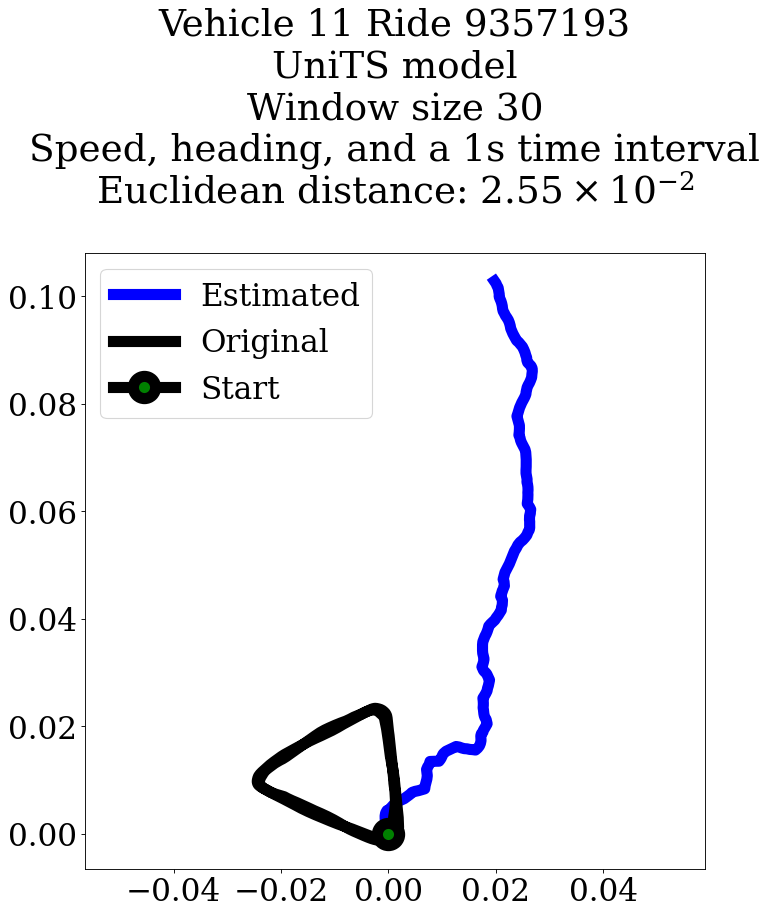 Vehicle 11 Ride 9357193
UniTS model
Window size 30
Speed, heading, and a 1s time interval
Euclidean distance: 2.55 × 10⁻²
Estimated
Original
Start
0.10
0.08
0.06
0.04
0.02
0.00
−0.04 −0.02 0.00 0.02 0.04